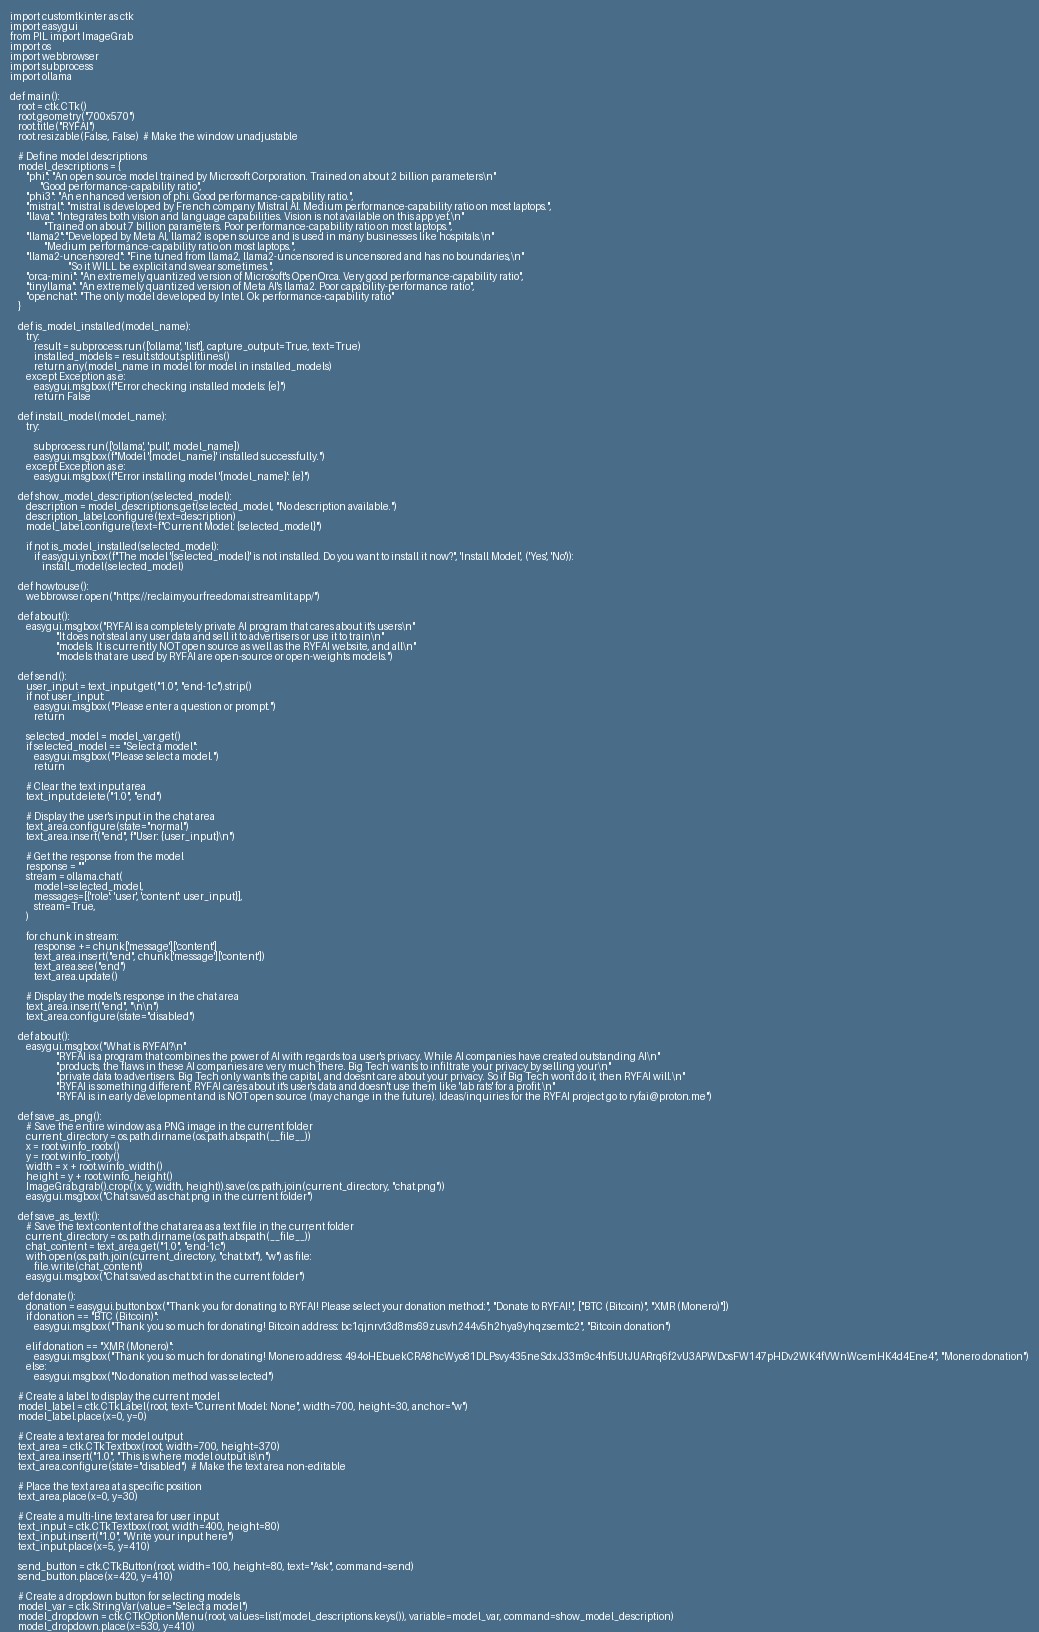 import customtkinter as ctk
import easygui
from PIL import ImageGrab
import os
import webbrowser
import subprocess
import ollama

def main():
    root = ctk.CTk()
    root.geometry("700x570")
    root.title("RYFAI")
    root.resizable(False, False)  # Make the window unadjustable

    # Define model descriptions
    model_descriptions = {
        "phi": "An open source model trained by Microsoft Corporation. Trained on about 2 billion parameters\n"
               "Good performance-capability ratio",
        "phi3": "An enhanced version of phi. Good performance-capability ratio.",
        "mistral": "mistral is developed by French company Mistral AI. Medium performance-capability ratio on most laptops.",
        "llava": "Integrates both vision and language capabilities. Vision is not available on this app yet.\n"
                 "Trained on about 7 billion parameters. Poor performance-capability ratio on most laptops.",
        "llama2":"Developed by Meta AI, llama2 is open source and is used in many businesses like hospitals.\n"
                 "Medium performance-capability ratio on most laptops.",
        "llama2-uncensored": "Fine tuned from llama2, llama2-uncensored is uncensored and has no boundaries,\n"
                             "So it WILL be explicit and swear sometimes.",
        "orca-mini": "An extremely quantized version of Microsoft's OpenOrca. Very good performance-capability ratio",
        "tinyllama": "An extremely quantized version of Meta AI's llama2. Poor capability-performance ratio",
        "openchat": "The only model developed by Intel. Ok performance-capability ratio"
    }

    def is_model_installed(model_name):
        try:
            result = subprocess.run(['ollama', 'list'], capture_output=True, text=True)
            installed_models = result.stdout.splitlines()
            return any(model_name in model for model in installed_models)
        except Exception as e:
            easygui.msgbox(f"Error checking installed models: {e}")
            return False

    def install_model(model_name):
        try:

            subprocess.run(['ollama', 'pull', model_name])
            easygui.msgbox(f"Model '{model_name}' installed successfully.")
        except Exception as e:
            easygui.msgbox(f"Error installing model '{model_name}': {e}")

    def show_model_description(selected_model):
        description = model_descriptions.get(selected_model, "No description available.")
        description_label.configure(text=description)
        model_label.configure(text=f"Current Model: {selected_model}")

        if not is_model_installed(selected_model):
            if easygui.ynbox(f"The model '{selected_model}' is not installed. Do you want to install it now?", 'Install Model', ('Yes', 'No')):
                install_model(selected_model)

    def howtouse():
        webbrowser.open("https://reclaimyourfreedomai.streamlit.app/")

    def about():
        easygui.msgbox("RYFAI is a completely private AI program that cares about it's users\n"
                       "It does not steal any user data and sell it to advertisers or use it to train\n"
                       "models. It is currently NOT open source as well as the RYFAI website, and all\n"
                       "models that are used by RYFAI are open-source or open-weights models.")

    def send():
        user_input = text_input.get("1.0", "end-1c").strip()
        if not user_input:
            easygui.msgbox("Please enter a question or prompt.")
            return

        selected_model = model_var.get()
        if selected_model == "Select a model":
            easygui.msgbox("Please select a model.")
            return

        # Clear the text input area
        text_input.delete("1.0", "end")

        # Display the user's input in the chat area
        text_area.configure(state="normal")
        text_area.insert("end", f"User: {user_input}\n")

        # Get the response from the model
        response = ""
        stream = ollama.chat(
            model=selected_model,
            messages=[{'role': 'user', 'content': user_input}],
            stream=True,
        )

        for chunk in stream:
            response += chunk['message']['content']
            text_area.insert("end", chunk['message']['content'])
            text_area.see("end")
            text_area.update()

        # Display the model's response in the chat area
        text_area.insert("end", "\n\n")
        text_area.configure(state="disabled")

    def about():
        easygui.msgbox("What is RYFAI?\n"
                       "RYFAI is a program that combines the power of AI with regards to a user's privacy. While AI companies have created outstanding AI\n"
                       "products, the flaws in these AI companies are very much there. Big Tech wants to infiltrate your privacy by selling your\n"
                       "private data to advertisers. Big Tech only wants the capital, and doesnt care about your privacy. So if Big Tech wont do it, then RYFAI will.\n"
                       "RYFAI is something different. RYFAI cares about it's user's data and doesn't use them like 'lab rats' for a profit.\n"
                       "RYFAI is in early development and is NOT open source (may change in the future). Ideas/inquiries for the RYFAI project go to ryfai@proton.me")

    def save_as_png():
        # Save the entire window as a PNG image in the current folder
        current_directory = os.path.dirname(os.path.abspath(__file__))
        x = root.winfo_rootx()
        y = root.winfo_rooty()
        width = x + root.winfo_width()
        height = y + root.winfo_height()
        ImageGrab.grab().crop((x, y, width, height)).save(os.path.join(current_directory, "chat.png"))
        easygui.msgbox("Chat saved as chat.png in the current folder")

    def save_as_text():
        # Save the text content of the chat area as a text file in the current folder
        current_directory = os.path.dirname(os.path.abspath(__file__))
        chat_content = text_area.get("1.0", "end-1c")
        with open(os.path.join(current_directory, "chat.txt"), "w") as file:
            file.write(chat_content)
        easygui.msgbox("Chat saved as chat.txt in the current folder")

    def donate():
        donation = easygui.buttonbox("Thank you for donating to RYFAI! Please select your donation method:", "Donate to RYFAI!", ["BTC (Bitcoin)", "XMR (Monero)"])
        if donation == "BTC (Bitcoin)":
            easygui.msgbox("Thank you so much for donating! Bitcoin address: bc1qjnrvt3d8ms69zusvh244v5h2hya9yhqzsemtc2", "Bitcoin donation")

        elif donation == "XMR (Monero)":
            easygui.msgbox("Thank you so much for donating! Monero address: 494oHEbuekCRA8hcWyo81DLPsvy435neSdxJ33m9c4hf5UtJUARrq6f2vU3APWDosFW147pHDv2WK4fVWnWcemHK4d4Ene4", "Monero donation")
        else:
            easygui.msgbox("No donation method was selected")

    # Create a label to display the current model
    model_label = ctk.CTkLabel(root, text="Current Model: None", width=700, height=30, anchor="w")
    model_label.place(x=0, y=0)

    # Create a text area for model output
    text_area = ctk.CTkTextbox(root, width=700, height=370)
    text_area.insert("1.0", "This is where model output is\n")
    text_area.configure(state="disabled")  # Make the text area non-editable

    # Place the text area at a specific position
    text_area.place(x=0, y=30)

    # Create a multi-line text area for user input
    text_input = ctk.CTkTextbox(root, width=400, height=80)
    text_input.insert("1.0", "Write your input here")
    text_input.place(x=5, y=410)

    send_button = ctk.CTkButton(root, width=100, height=80, text="Ask", command=send)
    send_button.place(x=420, y=410)

    # Create a dropdown button for selecting models
    model_var = ctk.StringVar(value="Select a model")
    model_dropdown = ctk.CTkOptionMenu(root, values=list(model_descriptions.keys()), variable=model_var, command=show_model_description)
    model_dropdown.place(x=530, y=410)